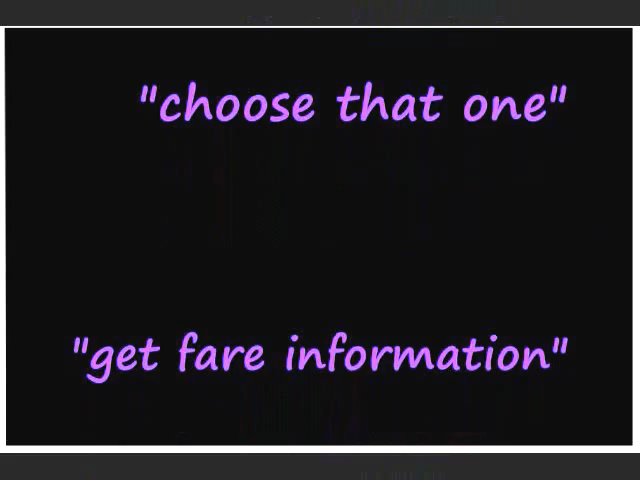 "choose that one"
"get fare information"